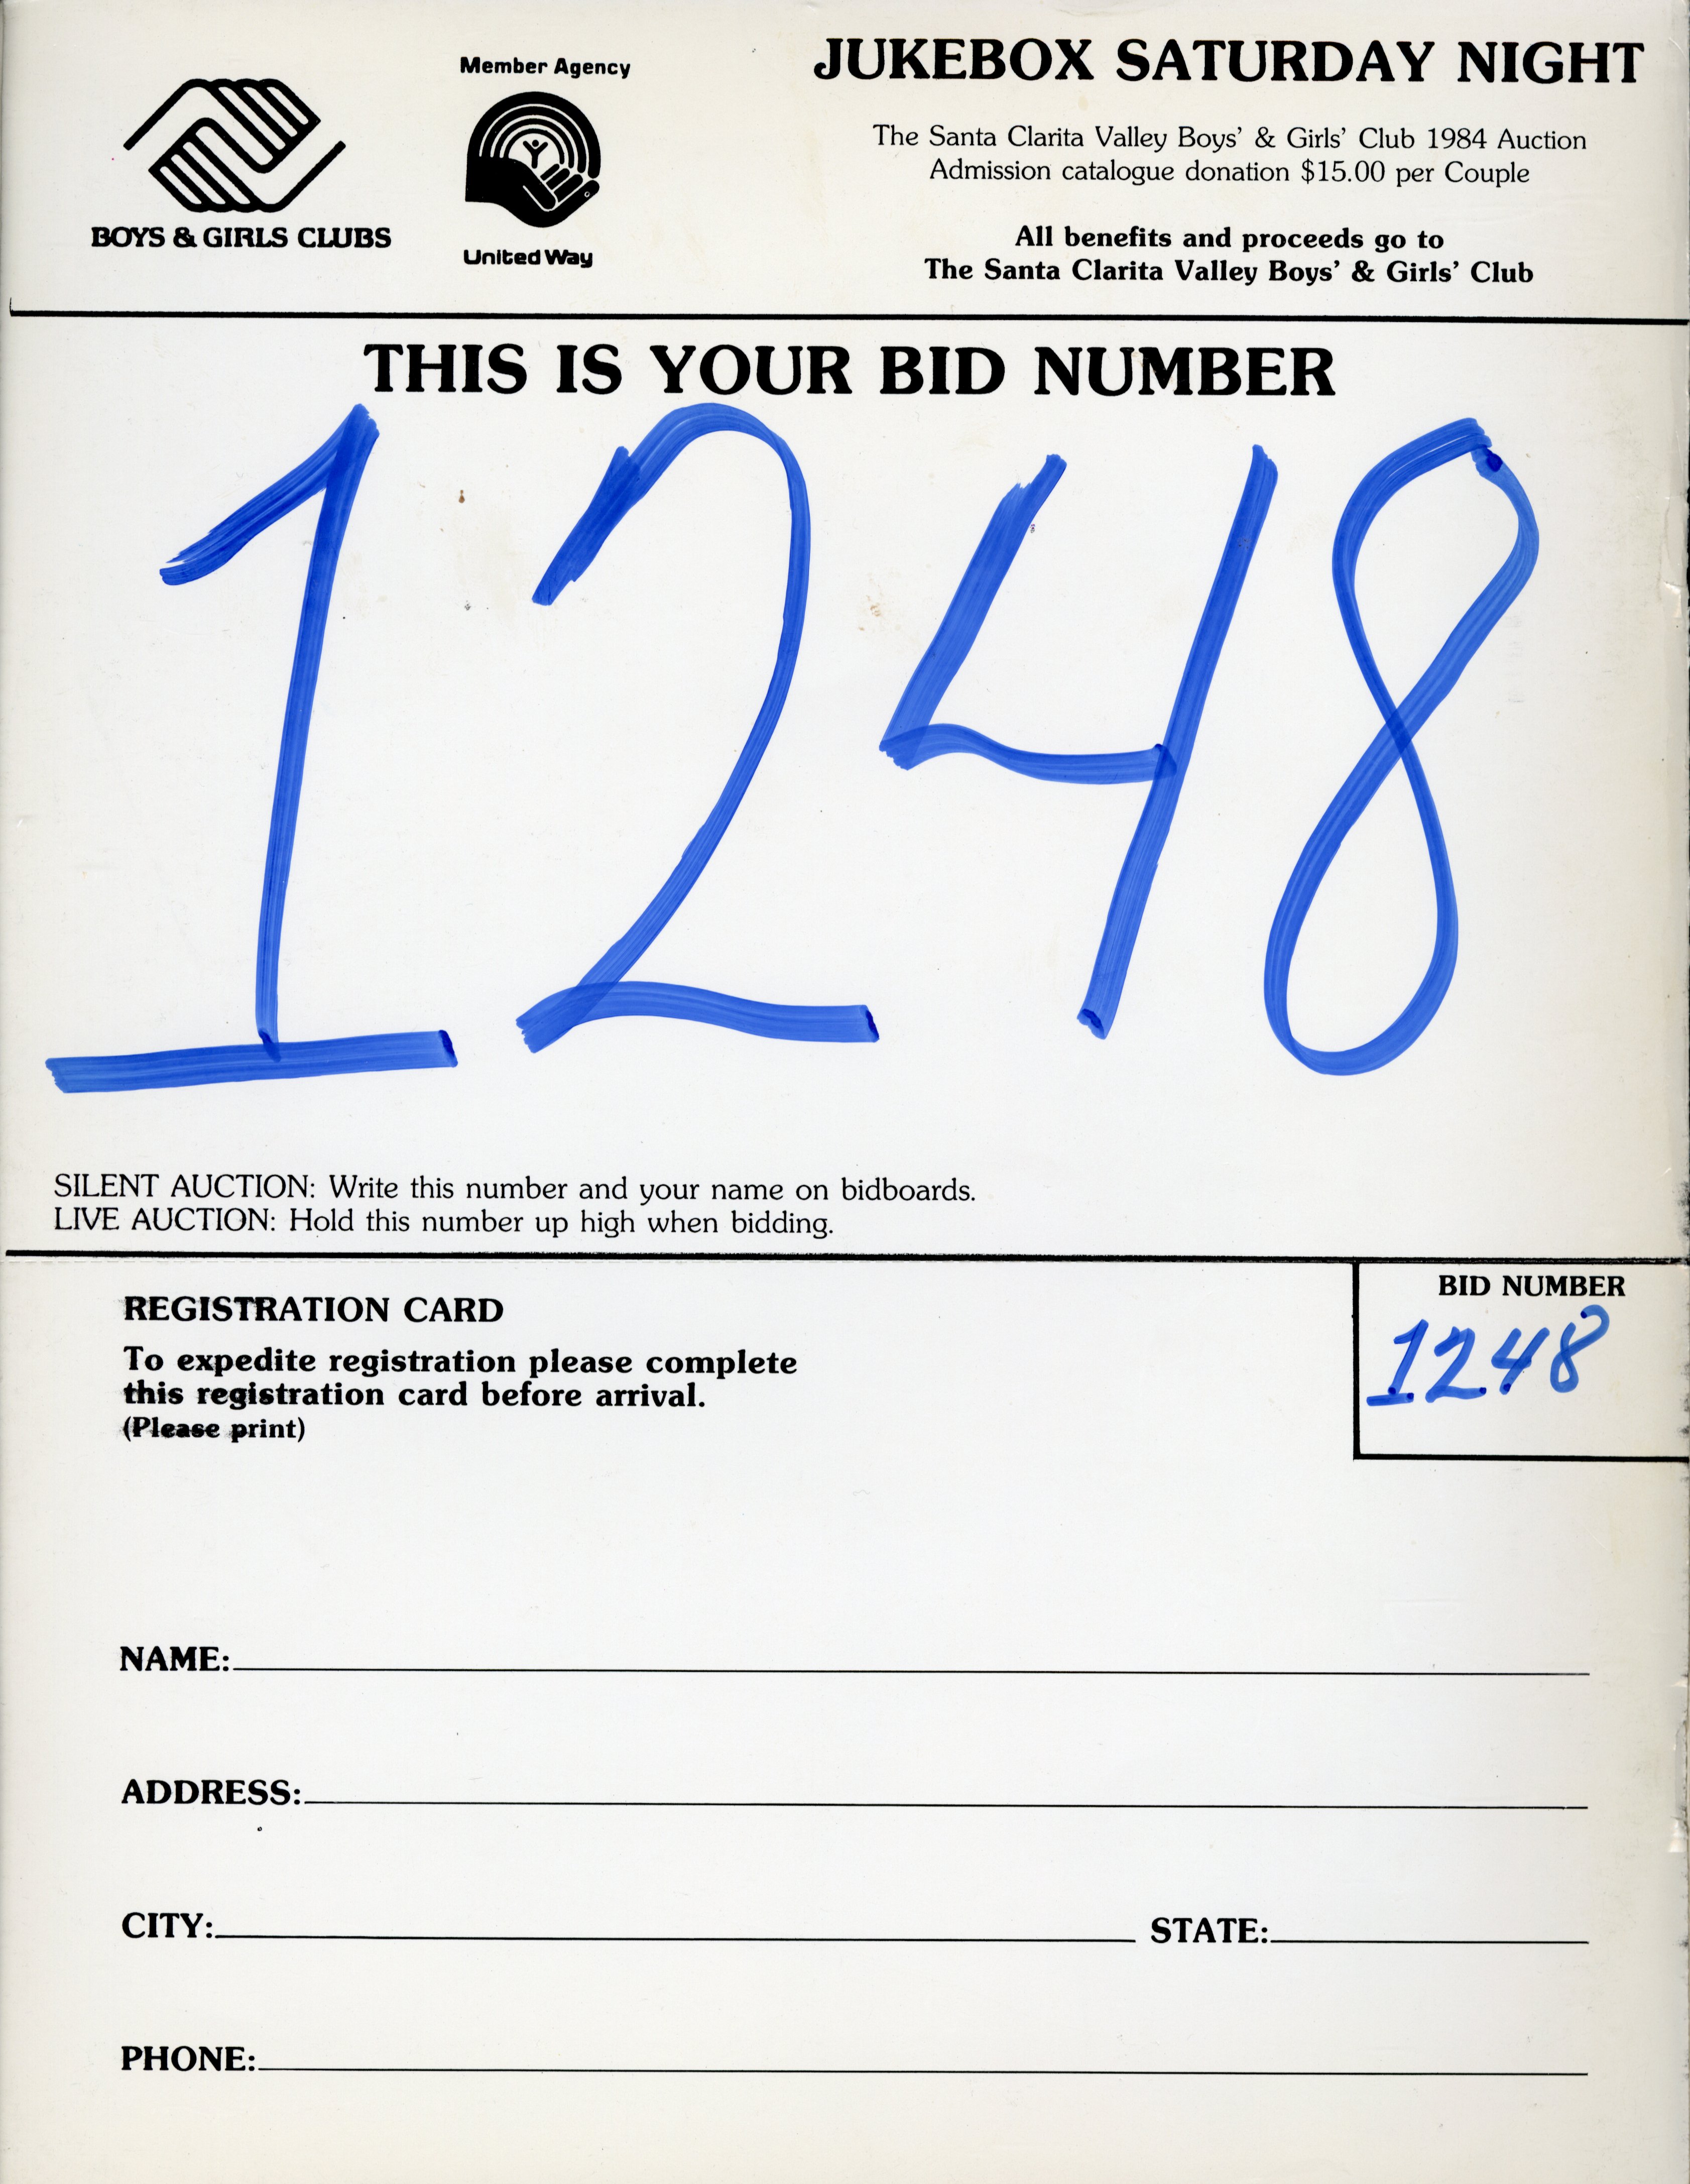 Member Agency
JUKEBOX SATURDAY NIGHT
The Santa Clarita Valley Boys' & Girls' Club 1984 Auction
Admission catalogue donation $15.00 per Couple
BOYS & GIRLS CLUBS
United Way
All benefits and proceeds go to
The Santa Clarita Valley Boys' & Girls' Club
THIS IS YOUR BID NUMBER
1248
SILENT AUCTION: Write this number and your name on bidboards.
LIVE AUCTION: Hold this number up high when bidding.
REGISTRATION CARD
To expedite registration please complete
this registration card before arrival.
(Please print)
BID NUMBER
1248
NAME:
ADDRESS:
CITY: STATE:
PHONE: